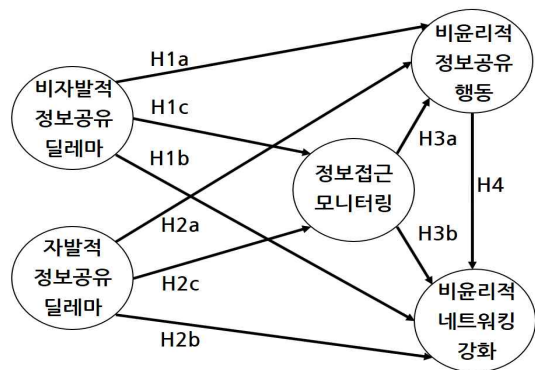 비자발적
정보공유
딜레마
자발적
정보공유
딜레마
H1a
H1c
H1b
H2a
H2c
H2b
정보접근
모니터링
H3a
H3b
비윤리적
정보공유
행동
H4
비윤리적
네트워킹
강화